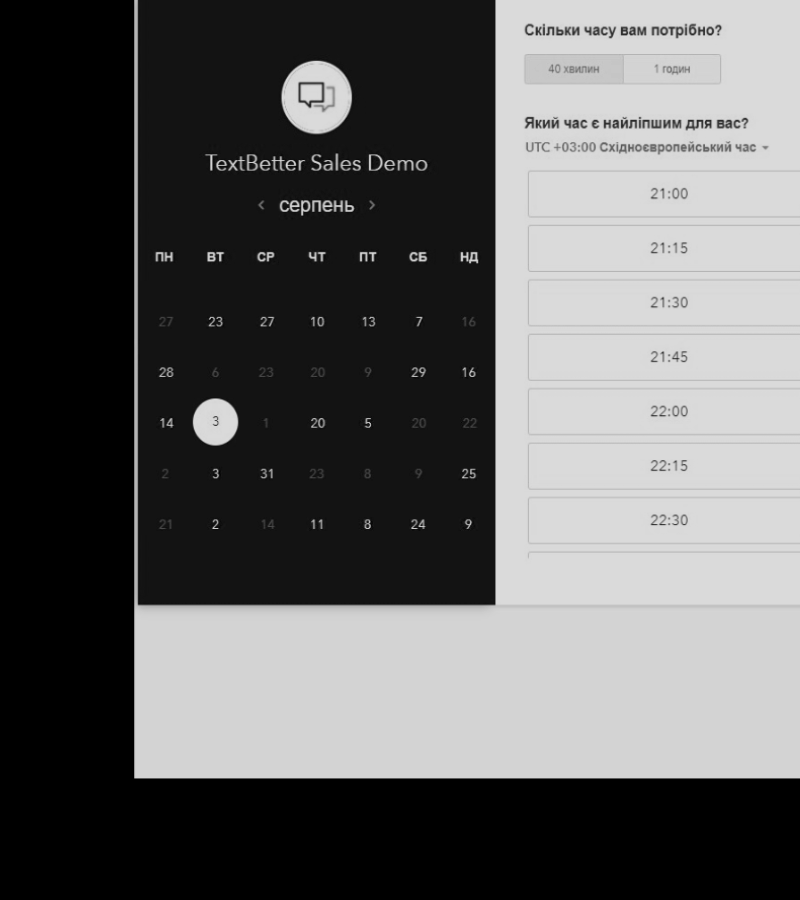 TextBetter Sales Demo
< серпень >
ПН ВТ СР ЧТ ПТ СБ НД
27 23 27 10 13 7 16
28 6 23 20 9 29 16
14 3 1 20 5 20 22
2 3 31 23 8 9 25
21 2 14 11 8 24 9
Скільки часу вам потрібно?
40 хвилин 1 годин
Який час є найліпшим для вас?
UTC +03:00 Східноєвропейський час
21:00
21:15
21:30
21:45
22:00
22:15
22:30